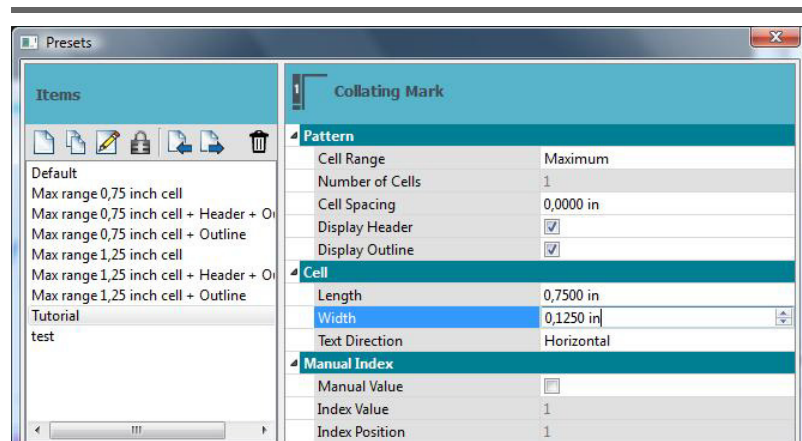 Presets
Items
Collating Mark
Default
Max range 0,75 inch cell
Max range 0,75 inch cell + Header + O
Max range 0,75 inch cell + Outline
Max range 1,25 inch cell
Max range 1,25 inch cell + Header + O
Max range 1,25 inch cell + Outline
Tutorial
test
Pattern
Cell Range Maximum
Number of Cells 1
Cell Spacing 0,0000 in
Display Header
Display Outline
Cell
Length 0,7500 in
Width 0,1250 in
Text Direction Horizontal
Manual Index
Manual Value
Index Value 1
Index Position 1